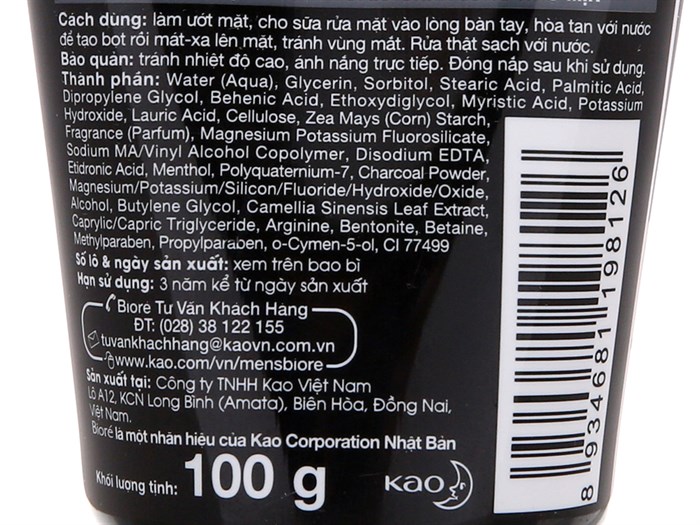 Cách dùng: làm ướt mặt, cho sữa rửa mặt vào lòng bàn tay, hòa tan với nước
để tạo bọt rồi mát-xa lên mặt, tránh vùng mắt. Rửa thật sạch với nước.
Bảo quản: tránh nhiệt độ cao, ánh nắng trực tiếp. Đóng nắp sau khi sử dụng.
Thành phần: Water (Aqua), Glycerin, Sorbitol, Stearic Acid, Palmitic Acid,
Dipropylene Glycol, Behenic Acid, Ethoxydiglycol, Myristic Acid, Potassium
Hydroxide, Lauric Acid, Cellulose, Zea Mays (Corn) Starch,
Fragrance (Parfum), Magnesium Potassium Fluorosilicate,
Sodium MA/Vinyl Alcohol Copolymer, Disodium EDTA,
Etidronic Acid, Menthol, Polyquaternium-7, Charcoal Powder,
Magnesium/Potassium/Silicon/Fluoride/Hydroxide/Oxide,
Alcohol, Butylene Glycol, Camellia Sinensis Leaf Extract,
Caprylic/Capric Triglyceride, Arginine, Bentonite, Betaine,
Methylparaben, Propylparaben, o-Cymen-5-ol, CI 77499
Số lô & ngày sản xuất: xem trên bao bì
Hạn sử dụng: 3 năm kể từ ngày sản xuất
Bioré Tư Vấn Khách Hàng
ĐT: (028) 38 122 155
tuvankhachhang@kaovn.com.vn
www.kao.com/vn/mensbiore
Sản xuất tại: Công ty TNHH Kao Việt Nam
Lô A12, KCN Long Bình (Amata), Biên Hòa, Đồng Nai,
Việt Nam.
Bioré là một nhãn hiệu của Kao Corporation Nhật Bản
Khối lượng tịnh: 100 g
Kao
8934681198126